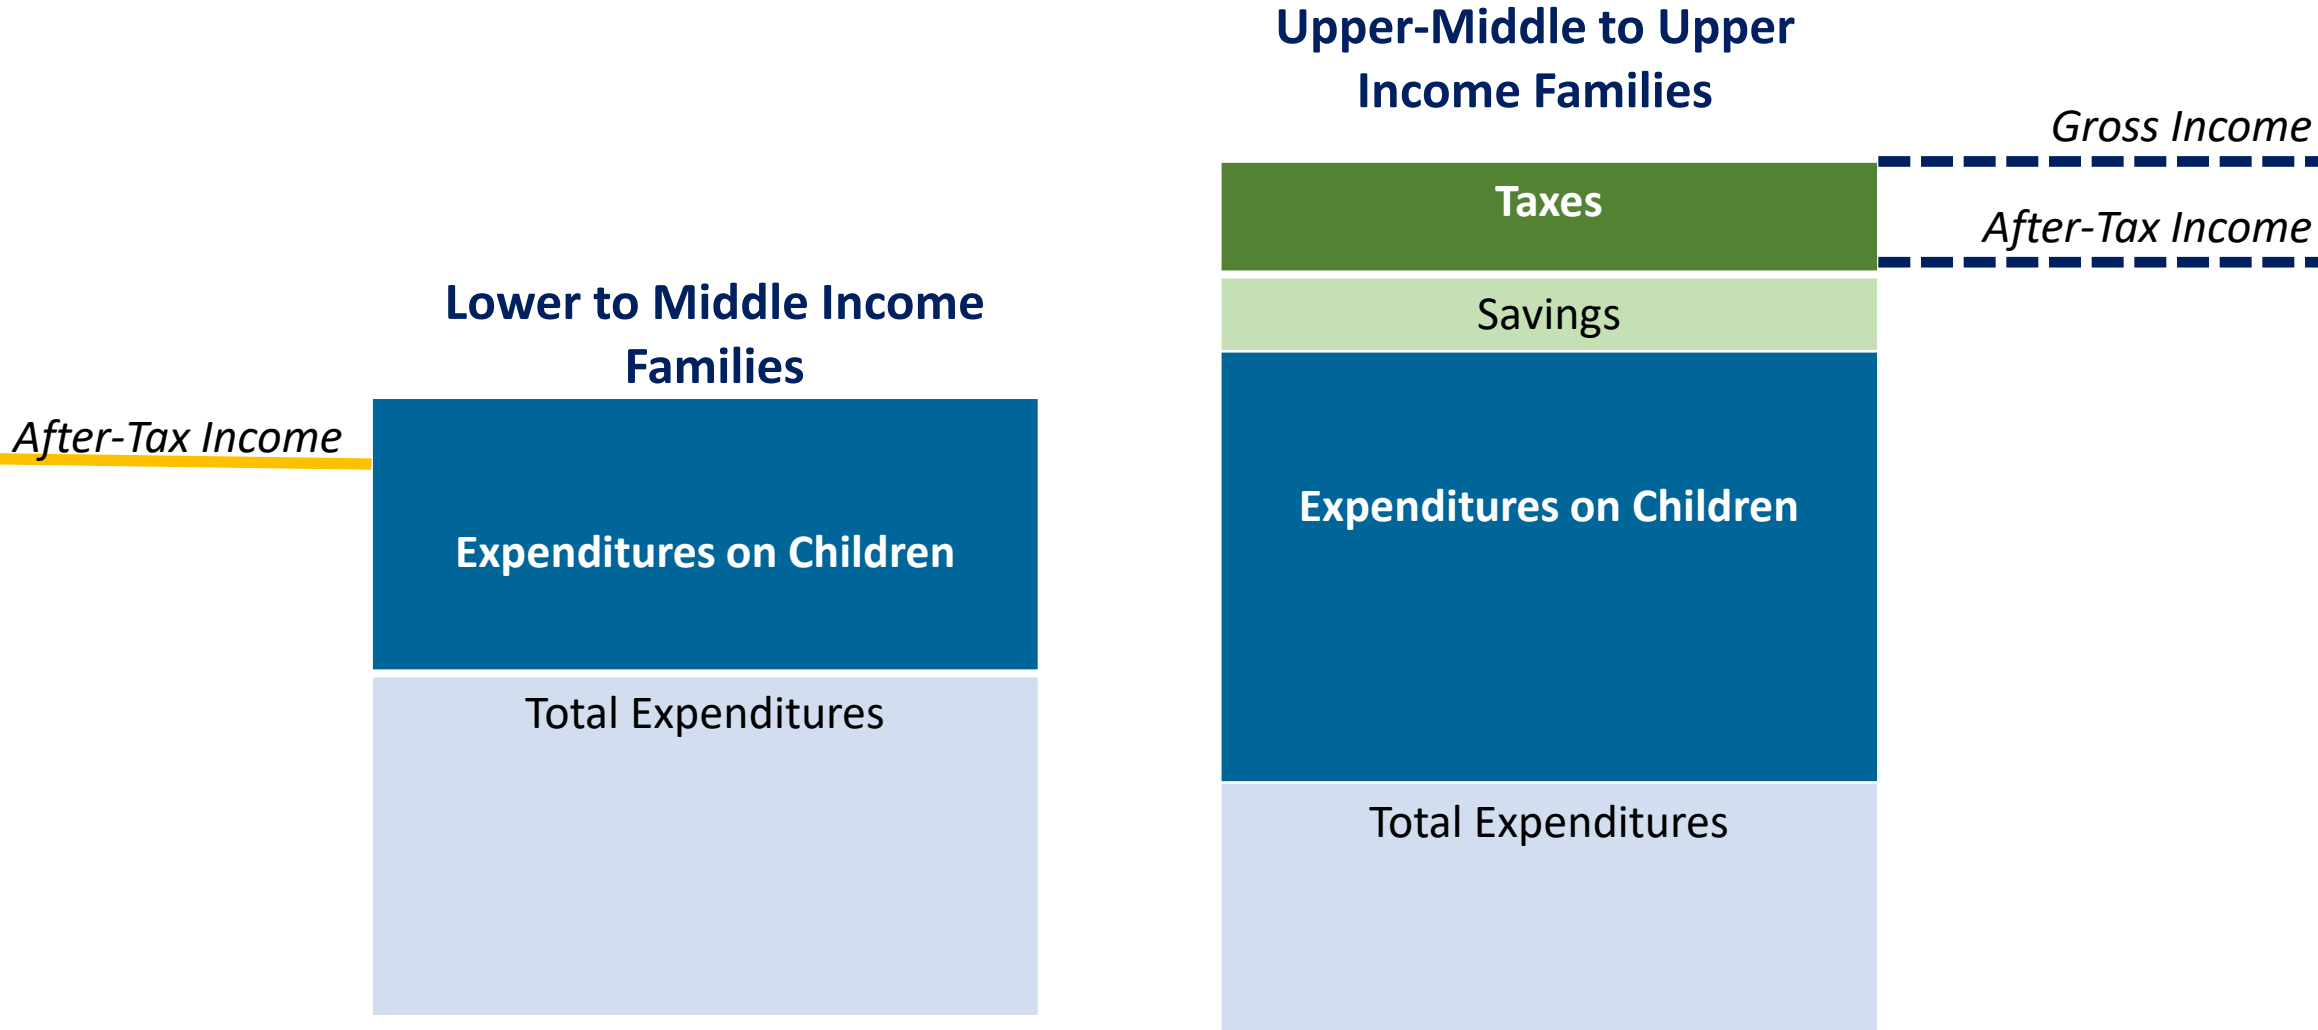 Upper-Middle to Upper
Income Families
Gross Income
Taxes
After-Tax Income
Lower to Middle Income
Families
Savings
After-Tax Income
Expenditures on Children
Expenditures on Children
Total Expenditures
Total Expenditures